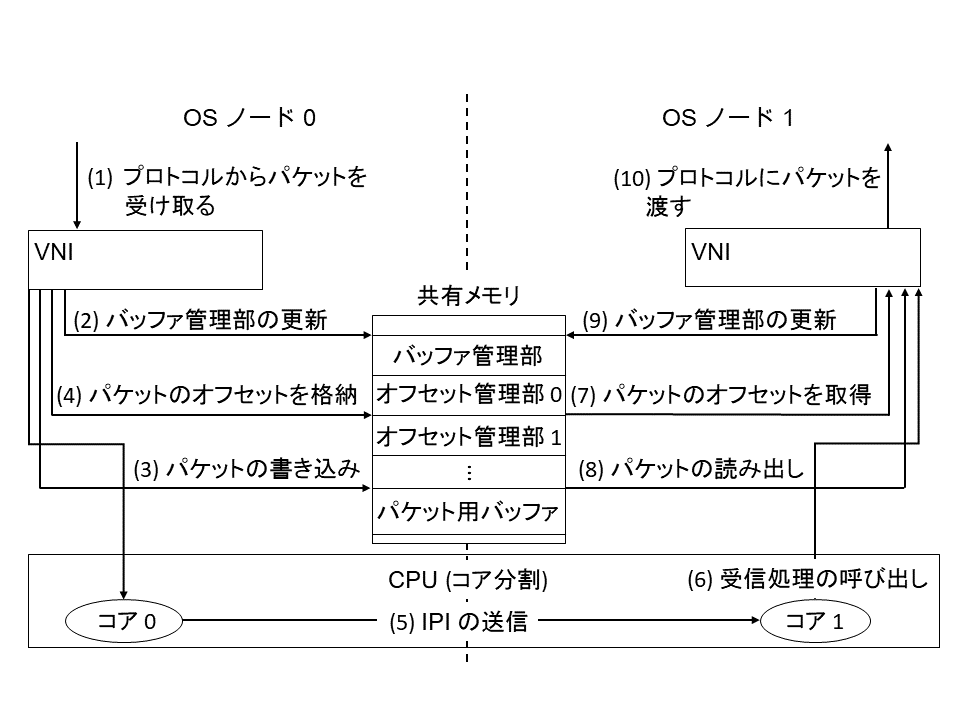 OS ノード 0
OS ノード 1
(1) プロトコルからパケットを
受け取る
(10) プロトコルにパケットを
渡す
VNI
VNI
共有メモリ
(2) バッファ管理部の更新
(9) バッファ管理部の更新
バッファ管理部
(4) パケットのオフセットを格納
オフセット管理部 0
(7) パケットのオフセットを取得
オフセット管理部 1
(3) パケットの書き込み
…
(8) パケットの読み出し
パケット用バッファ
CPU (コア分割)
(6) 受信処理の呼び出し
コア 0
(5) IPI の送信
コア 1